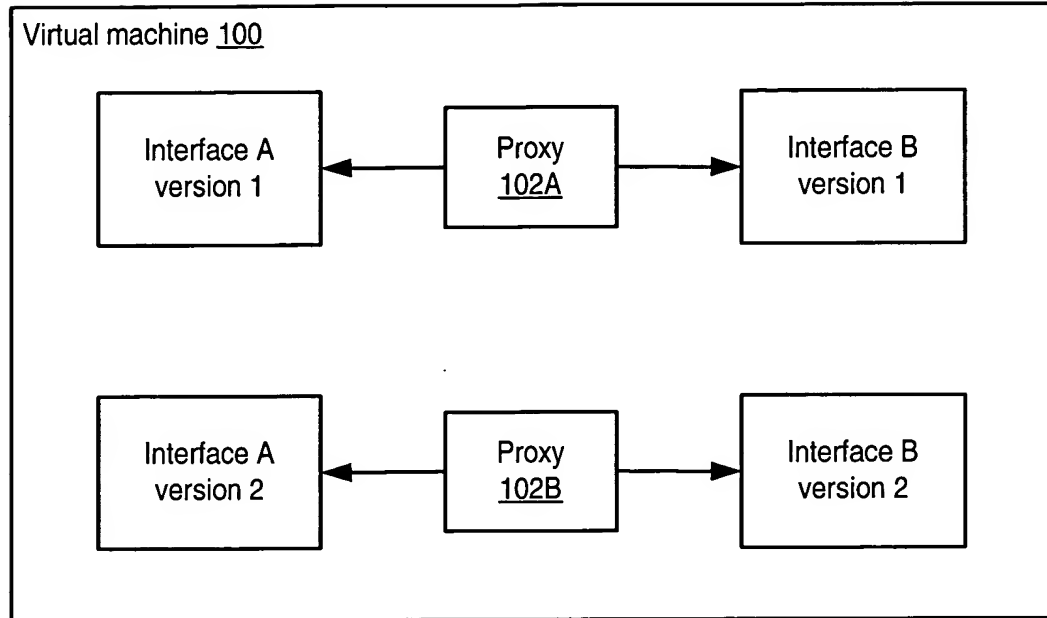 Virtual machine 100
Interface A
version 1
Proxy
102A
Interface B
version 1
Interface A
version 2
Proxy
102B
Interface B
version 2